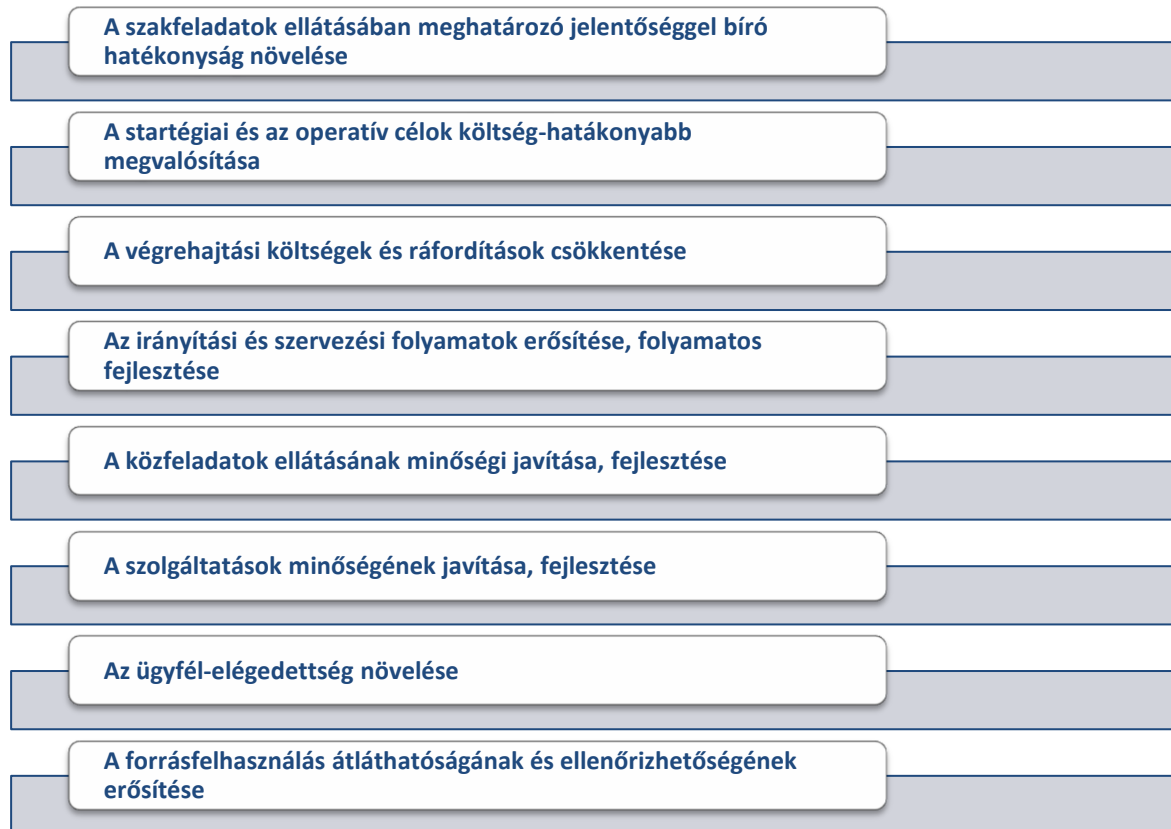 A szakfeladatok ellátásában meghatározó jelentőséggel bíró
hatékonyság növelése
A startégiai és az operatív célok költség-hatákonyabb
megvalósítása
A végrehajtási költségek és ráfordítások csökkentése
Az irányítási és szervezési folyamatok erősítése, folyamatos
fejlesztése
A közfeladatok ellátásának minőségi javítása, fejlesztése
A szolgáltatások minőségének javítása, fejlesztése
Az ügyfél-elégedettség növelése
A forrásfelhasználás átláthatóságának és ellenőrizhetőségének
erősítése